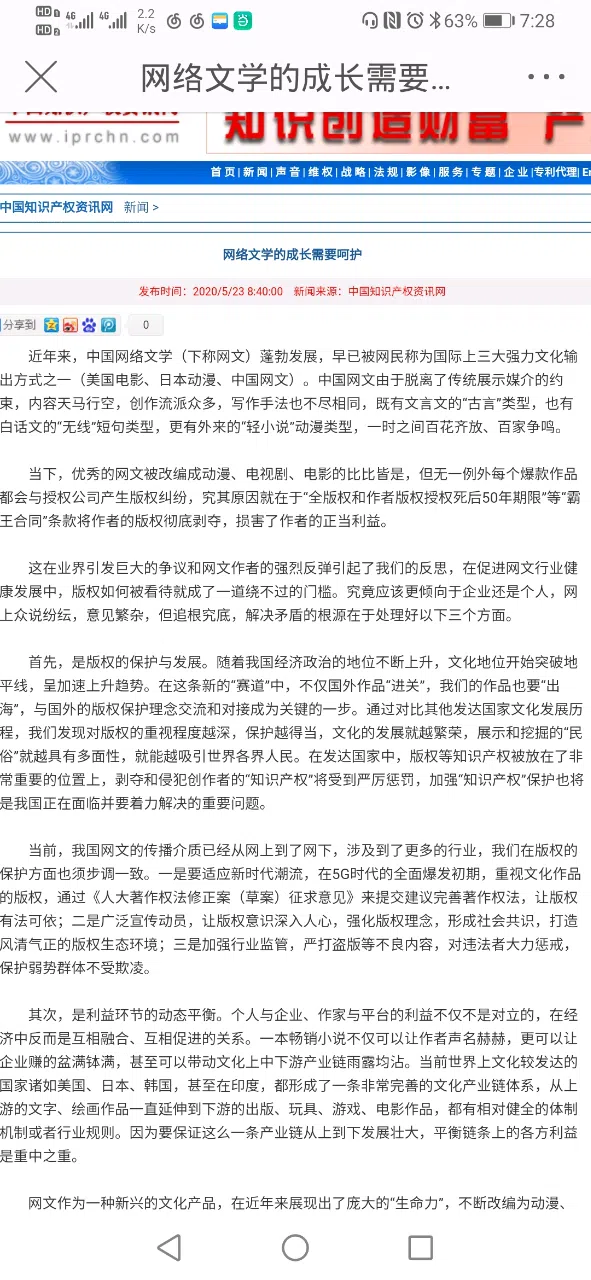 HD 1 4G 4G 2.2 63% 7:28
HD 2 K/s
网络文学的成长需要...
中国知识产权资讯网 知识创造财富 产
www.iprchn.com
首页|新闻|声音|维权|战略|法规|影像|服务|专题|企业|专利代理|En
中国知识产权资讯网 新闻 >
网络文学的成长需要呵护
发布时间：2020/5/23 8:40:00 新闻来源：中国知识产权资讯网
分享到 0
近年来，中国网络文学（下称网文）蓬勃发展，早已被网民称为国际上三大强力文化输
出方式之一（美国电影、日本动漫、中国网文）。中国网文由于脱离了传统展示媒介的约
束，内容天马行空，创作流派众多，写作手法也不尽相同，既有文言文的“古言”类型，也有
白话文的“无线”短句类型，更有外来的“轻小说”动漫类型，一时之间百花齐放、百家争鸣。
当下，优秀的网文被改编成动漫、电视剧、电影的比比皆是，但无一例外每个爆款作品
都会与授权公司产生版权纠纷，究其原因就在于“全版权和作者版权授权死后50年期限”等“霸
王合同”条款将作者的版权彻底剥夺，损害了作者的正当利益。
这在业界引发巨大的争议和网文作者的强烈反弹引起了我们的反思，在促进网文行业健
康发展中，版权如何被看待就成了一道绕不过的门槛。究竟应该更倾向于企业还是个人，网
上众说纷纭，意见繁杂，但追根究底，解决矛盾的根源在于处理好以下三个方面。
首先，是版权的保护与发展。随着我国经济政治的地位不断上升，文化地位开始突破地
平线，呈加速上升趋势。在这条新的“赛道”中，不仅国外作品“进关”，我们的作品也要“出
海”，与国外的版权保护理念交流和对接成为关键的一步。通过对比其他发达国家文化发展历
程，我们发现对版权的重视程度越深，保护越得当，文化的发展就越繁荣，展示和挖掘的“民
俗”就越具有多面性，就能越吸引世界各界人民。在发达国家中，版权等知识产权被放在了非
常重要的位置上，剥夺和侵犯创作者的“知识产权”将受到严厉惩罚，加强“知识产权”保护也将
是我国正在面临并要着力解决的重要问题。
当前，我国网文的传播介质已经从网上到了网下，涉及到了更多的行业，我们在版权的
保护方面也须步调一致。一是要适应新时代潮流，在5G时代的全面爆发初期，重视文化作品
的版权，通过《人大著作权法修正案（草案）征求意见》来提交建议完善著作权法，让版权
有法可依；二是广泛宣传动员，让版权意识深入人心，强化版权理念，形成社会共识，打造
风清气正的版权生态环境；三是加强行业监管，严打盗版等不良内容，对违法者大力惩戒，
保护弱势群体不受欺凌。
其次，是利益环节的动态平衡。个人与企业、作家与平台的利益不仅不是对立的，在经
济中反而是互相融合、互相促进的关系。一本畅销小说不仅可以让作者声名赫赫，更可以让
企业赚的盆满钵满，甚至可以带动文化上中下游产业链雨露均沾。当前世界上文化较发达的
国家诸如美国、日本、韩国，甚至在印度，都形成了一条非常完善的文化产业链体系，从上
游的文字、绘画作品一直延伸到下游的出版、玩具、游戏、电影作品，都有相对健全的体制
机制或者行业规则。因为要保证这么一条产业链从上到下发展壮大，平衡链条上的各方利益
是重中之重。
网文作为一种新兴的文化产品，在近年来展现出了庞大的“生命力”，不断改编为动漫、